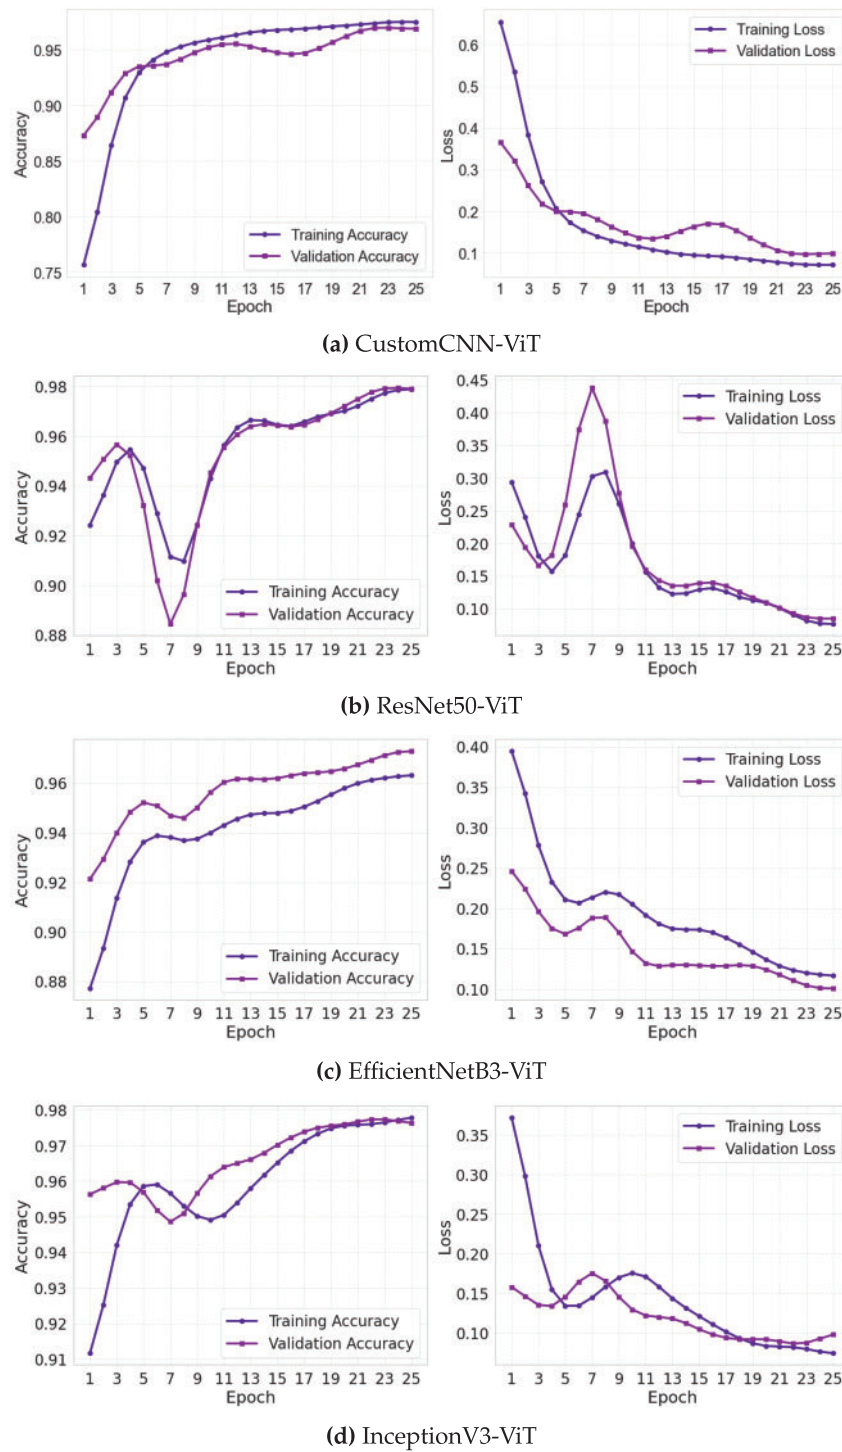 Accuracy
0.95
0.90
0.85
0.80
0.75
Training Accuracy
Validation Accuracy
1 3 5 7 9 11 13 15 17 19 21 23 25
Epoch
Loss
0.6
0.5
0.4
0.3
0.2
0.1
Training Loss
Validation Loss
1 3 5 7 9 11 13 15 17 19 21 23 25
Epoch
(a) CustomCNN-ViT
Accuracy
0.98
0.96
0.94
0.92
0.90
0.88
Training Accuracy
Validation Accuracy
1 3 5 7 9 11 13 15 17 19 21 23 25
Epoch
Loss
0.45
0.40
0.35
0.30
0.25
0.20
0.15
0.10
Training Loss
Validation Loss
1 3 5 7 9 11 13 15 17 19 21 23 25
Epoch
(b) ResNet50-ViT
Accuracy
0.96
0.94
0.92
0.90
0.88
Training Accuracy
Validation Accuracy
1 3 5 7 9 11 13 15 17 19 21 23 25
Epoch
Loss
0.40
0.35
0.30
0.25
0.20
0.15
0.10
Training Loss
Validation Loss
1 3 5 7 9 11 13 15 17 19 21 23 25
Epoch
(c) EfficientNetB3-ViT
Accuracy
0.98
0.97
0.96
0.95
0.94
0.93
0.92
0.91
Training Accuracy
Validation Accuracy
1 3 5 7 9 11 13 15 17 19 21 23 25
Epoch
Loss
0.35
0.30
0.25
0.20
0.15
0.10
Training Loss
Validation Loss
1 3 5 7 9 11 13 15 17 19 21 23 25
Epoch
(d) InceptionV3-ViT